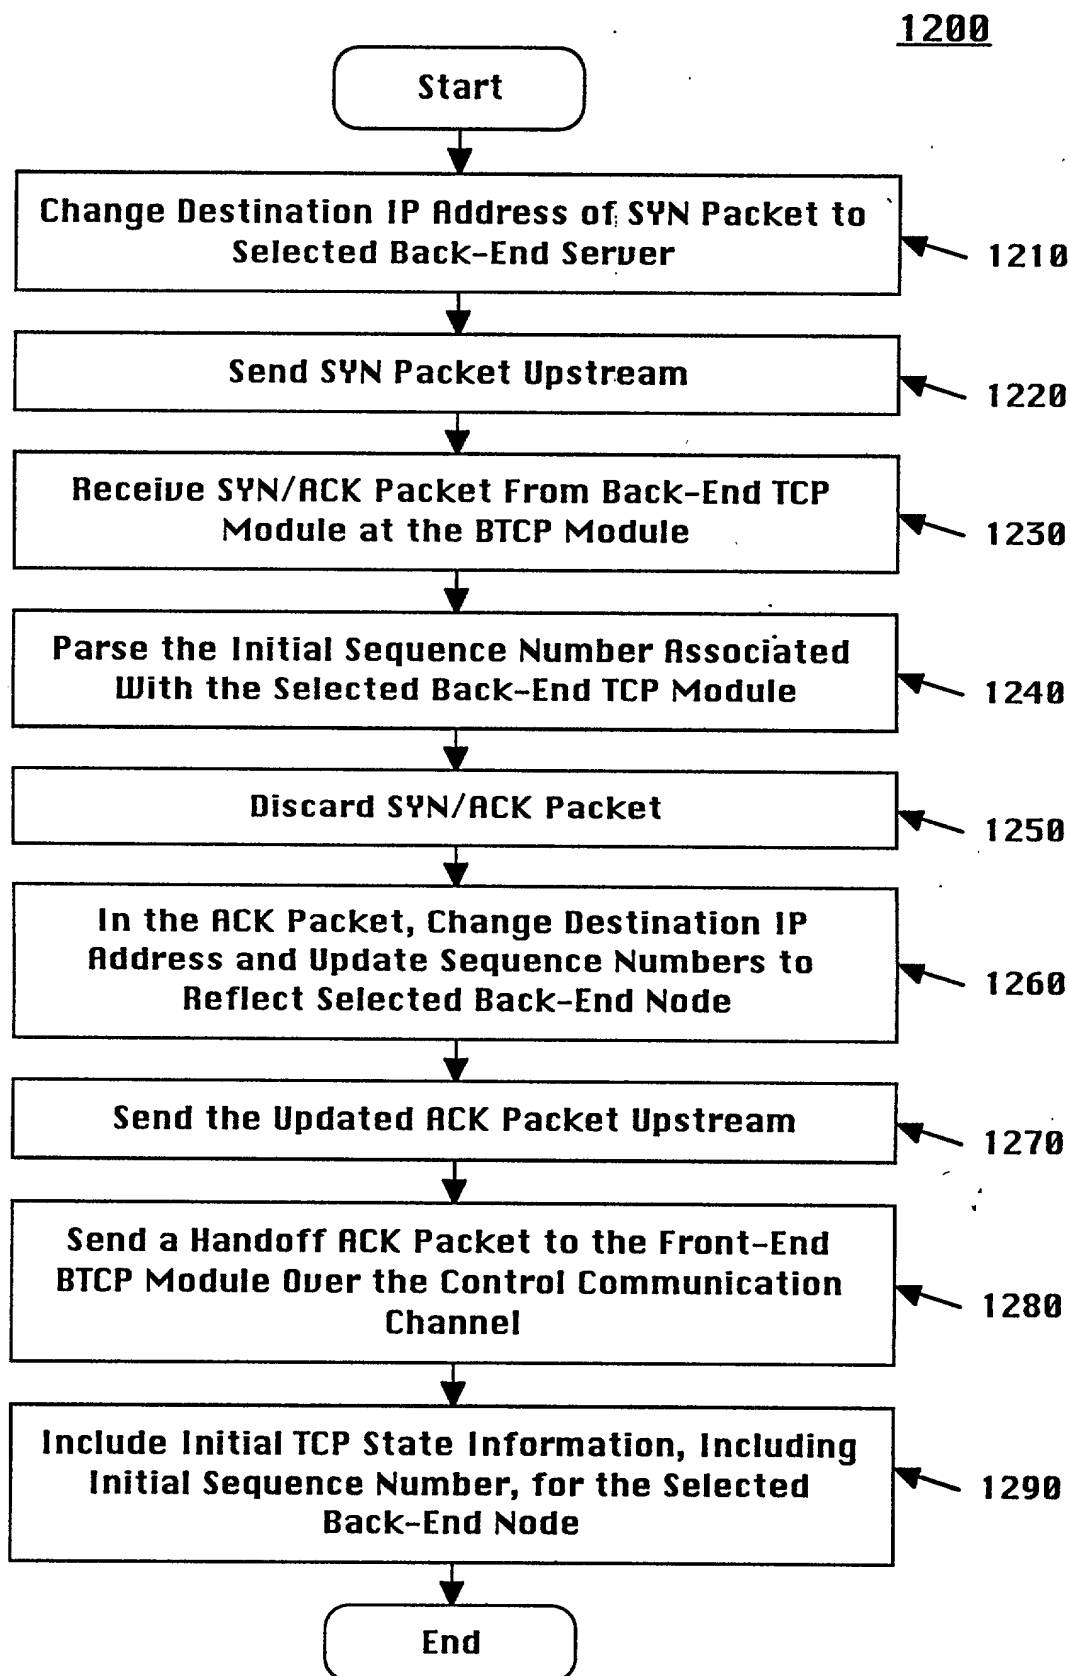 1200
Start
Change Destination IP Address of SYN Packet to
Selected Back-End Server
1210
Send SYN Packet Upstream
1220
Receive SYN/ACK Packet From Back-End TCP
Module at the BTCP Module
1230
Parse the Initial Sequence Number Associated
With the Selected Back-End TCP Module
1240
Discard SYN/ACK Packet
1250
In the ACK Packet, Change Destination IP
Address and Update Sequence Numbers to
Reflect Selected Back-End Node
1260
Send the Updated ACK Packet Upstream
1270
Send a Handoff ACK Packet to the Front-End
BTCP Module Over the Control Communication
Channel
1280
Include Initial TCP State Information, Including
Initial Sequence Number, for the Selected
Back-End Node
1290
End